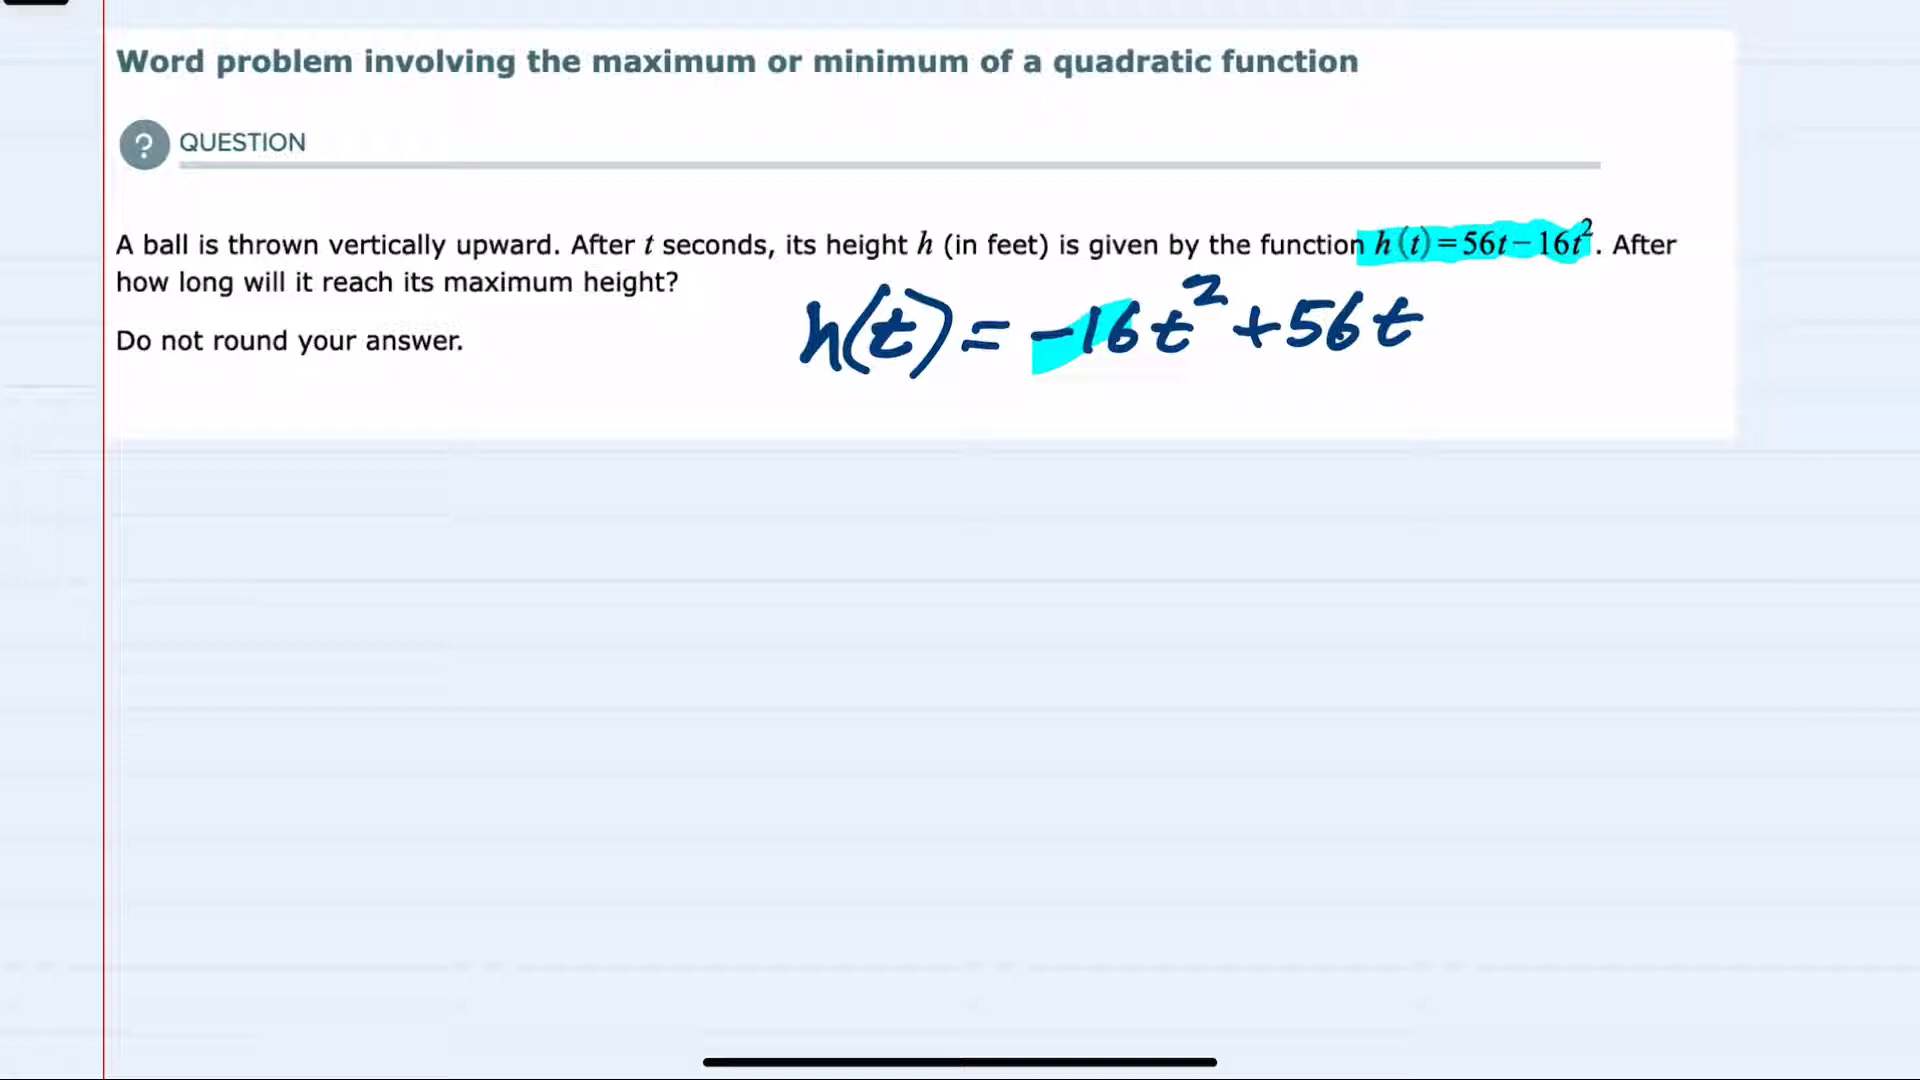 Word problem involving the maximum or minimum of a quadratic function
? QUESTION
A ball is thrown vertically upward. After t seconds, its height h (in feet) is given by the function h(t)=56t−16t². After
how long will it reach its maximum height?
h(t) = -16t² +56t
Do not round your answer.